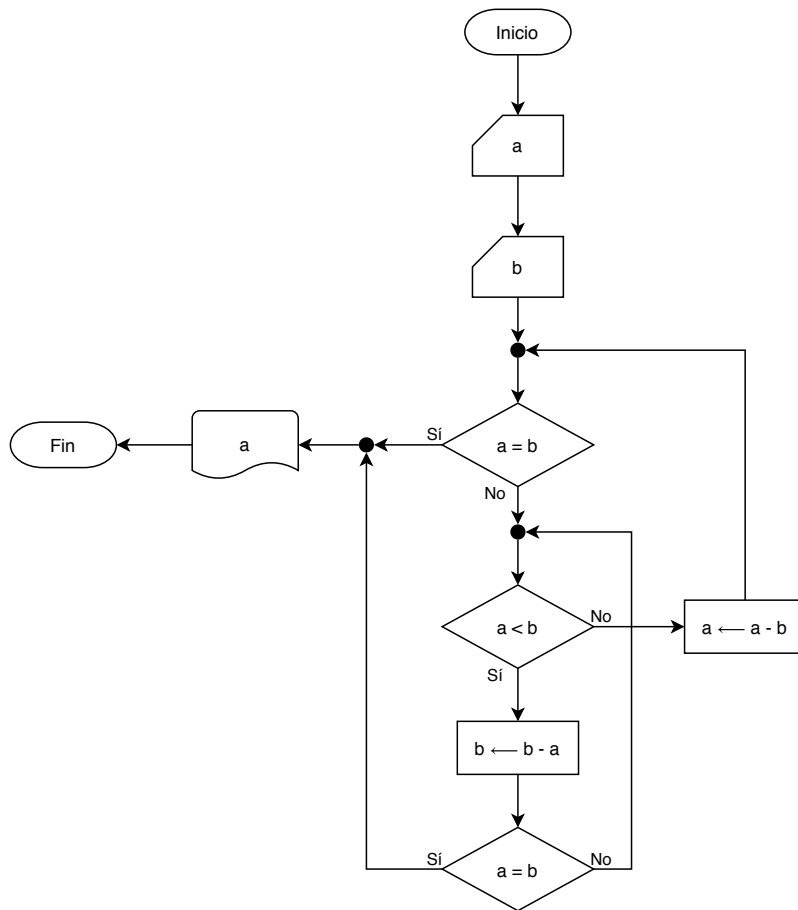 Inicio
a
b
a = b
Sí
No
a
Fin
a < b
No
Sí
a ⟵ a - b
b ⟵ b - a
a = b
Sí
No